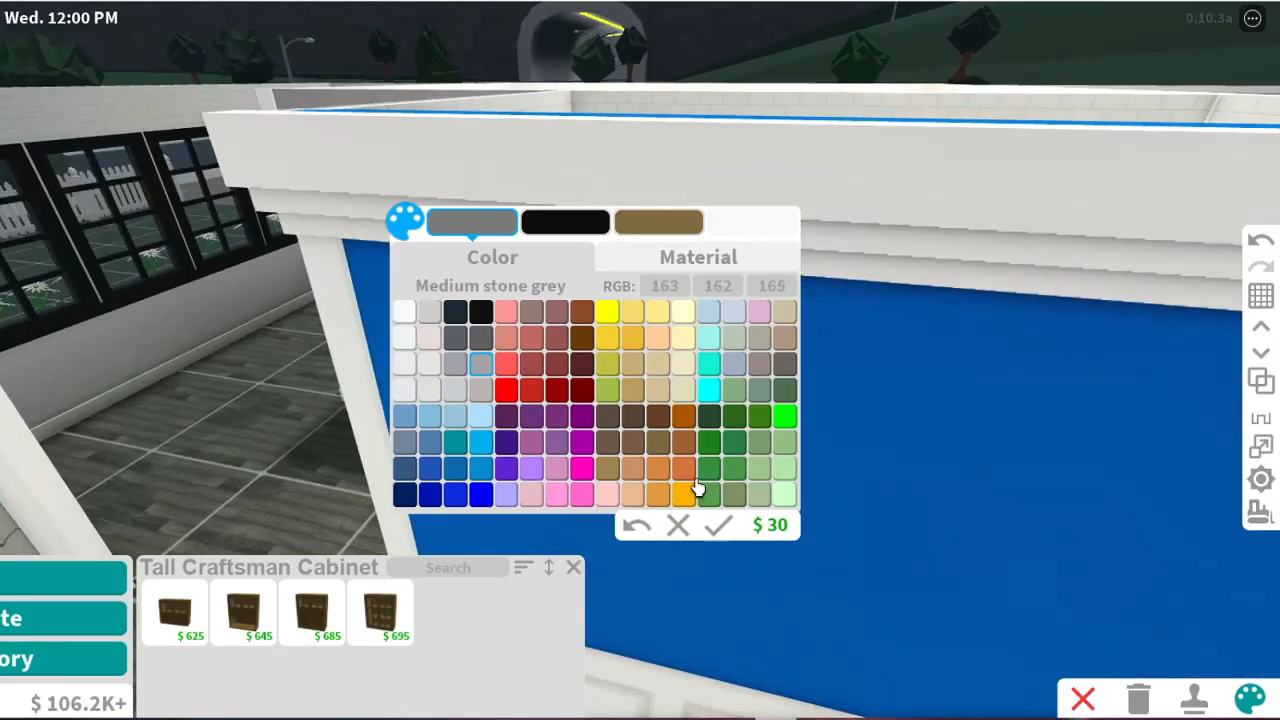 Wed. 12:00 PM
0.10.3a
Color
Material
Medium stone grey
RGB: 163 162 165
$ 30
Tall Craftsman Cabinet
Search
$ 625
$ 645
$ 685
$ 695
te
ory
$ 106.2K+